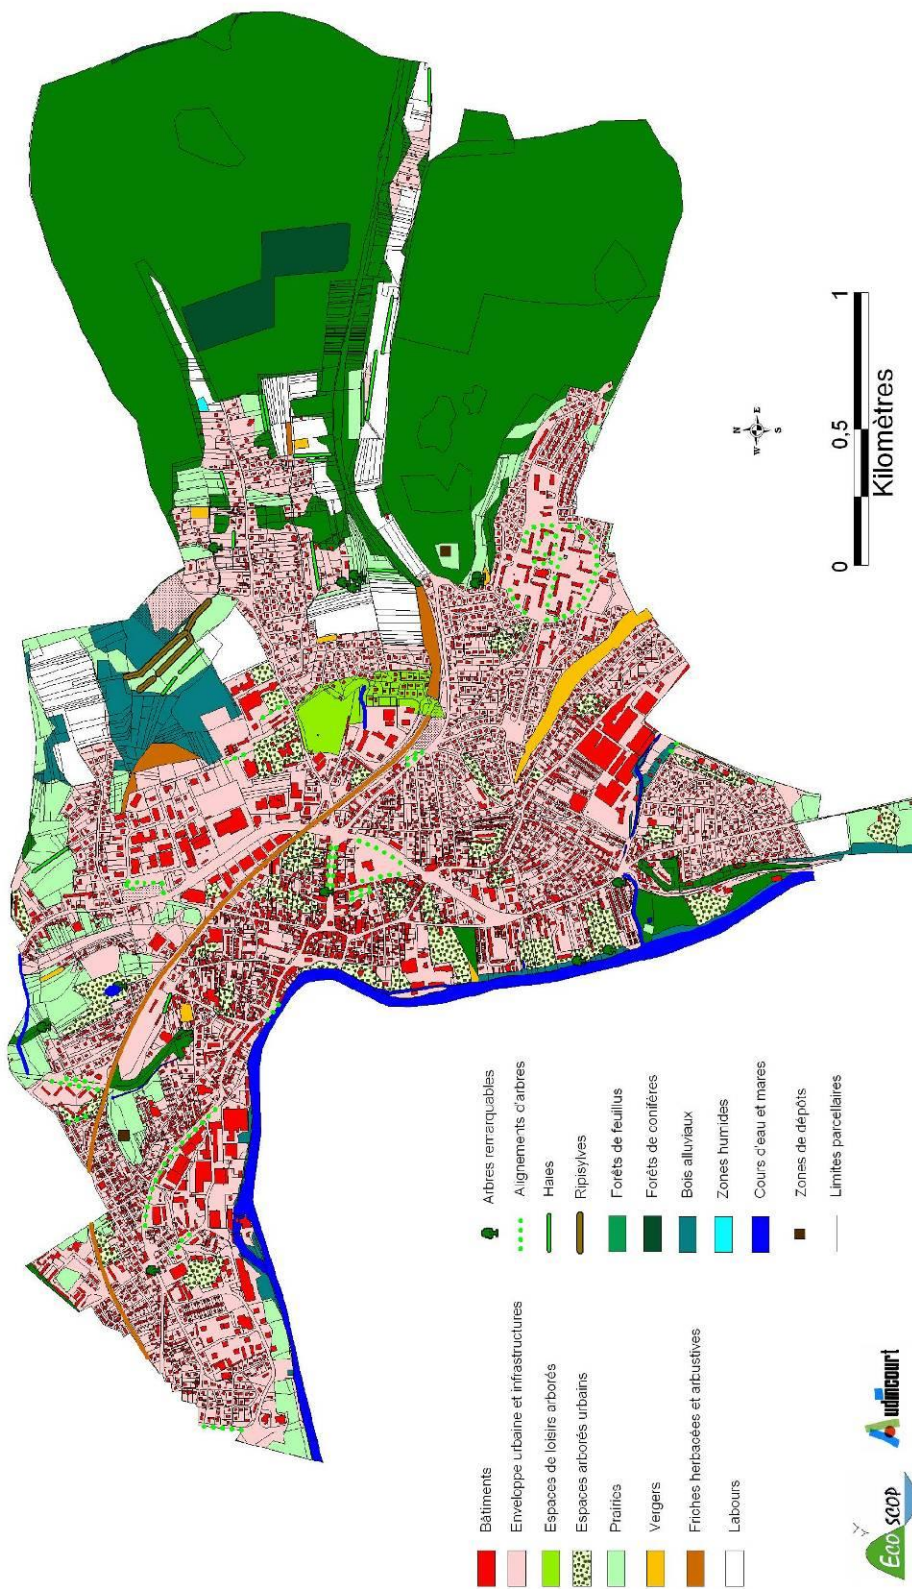 N
W
E
S
0
0,5
1
Kilomètres
Bâtiments
Enveloppe urbaine et infrastructures
Espaces de loisirs arborés
Espaces arborés urbains
Prairies
Vergers
Friches herbacées et arbustives
Labours
Arbres remarquables
Alignements d'arbres
Haies
Ripisylves
Forêts de feuillus
Forêts de conifères
Bois alluviaux
Zones humides
Cours d'eau et mares
Zones de dépôts
Limites parcellaires
ECOSCOP
Audincourt